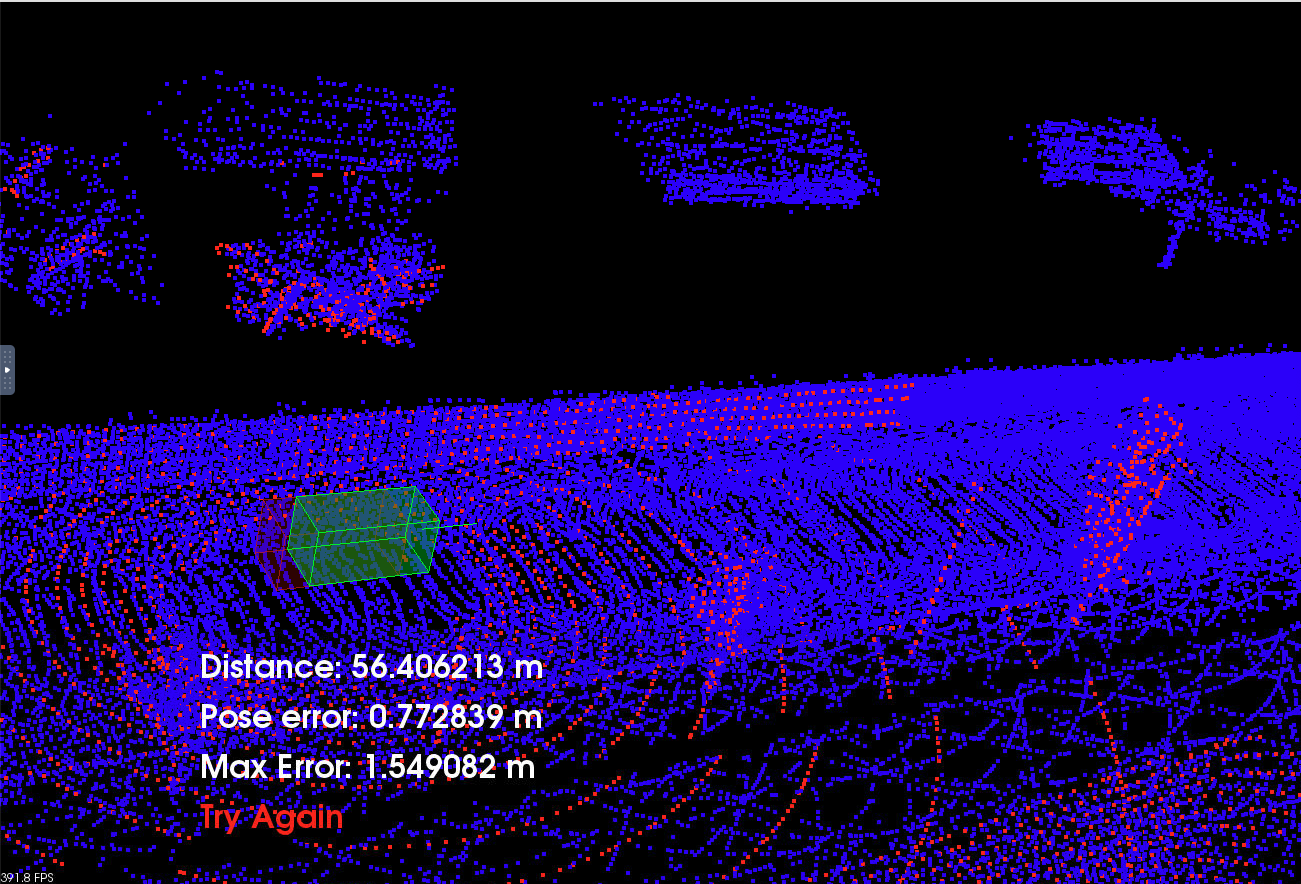 Distance: 56.406213 m
Pose error: 0.772839 m
Max Error: 1.549082 m
Try Again
391.8 FPS